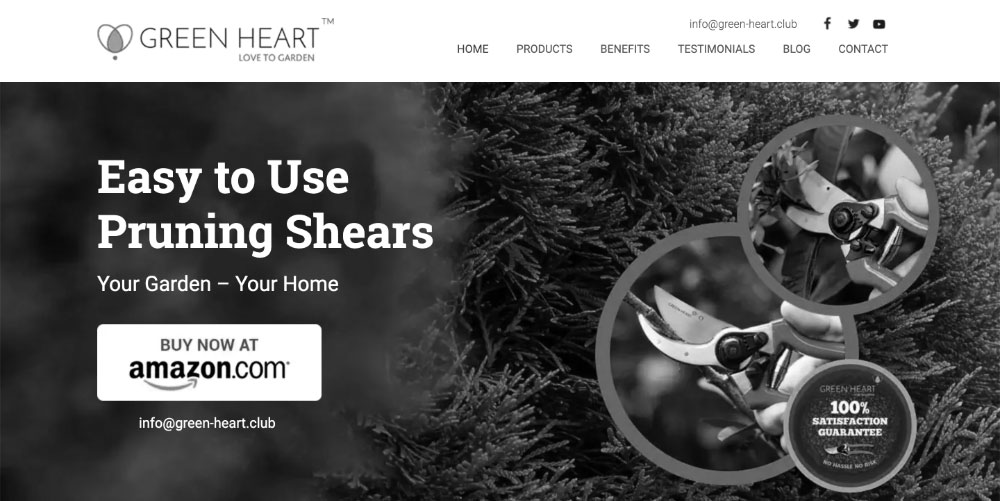 GREEN HEART™
LOVE TO GARDEN
info@green-heart.club
HOME PRODUCTS BENEFITS TESTIMONIALS BLOG CONTACT
Easy to Use
Pruning Shears
Your Garden – Your Home
BUY NOW AT
amazon.com
info@green-heart.club
GREEN HEART
100%
SATISFACTION
GUARANTEE
NO HASSLE NO RISK